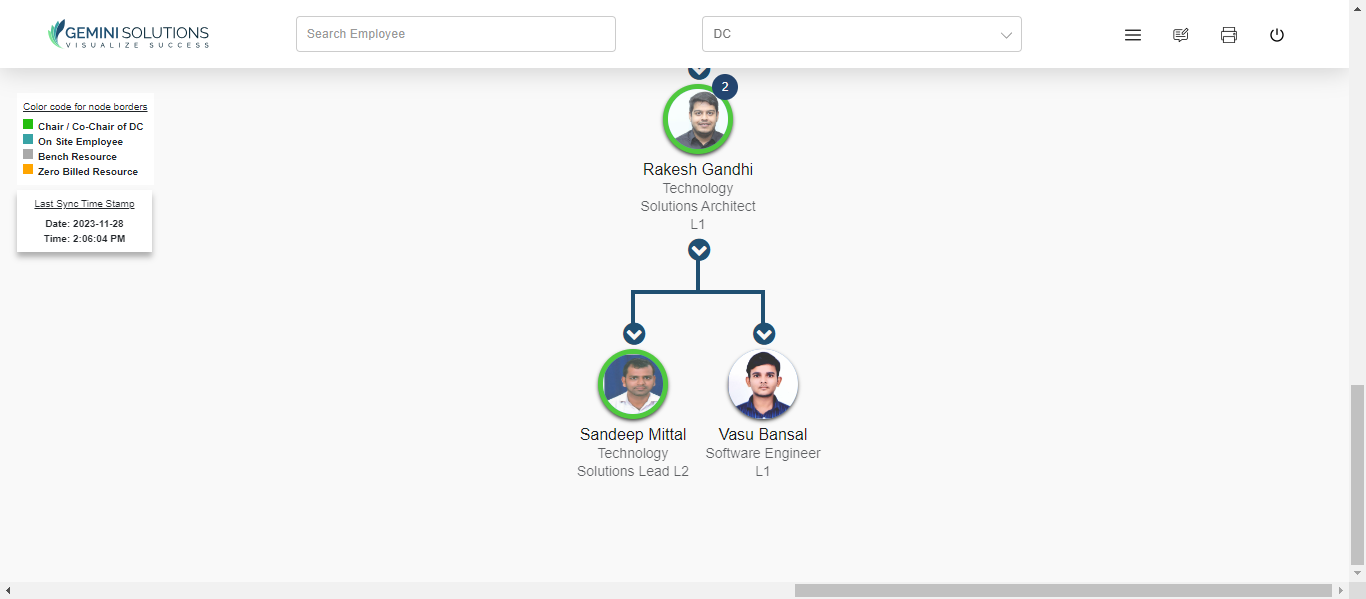 GEMINI SOLUTIONS
VISUALIZE SUCCESS
Search Employee
DC
Color code for node borders
Chair / Co-Chair of DC
On Site Employee
Bench Resource
Zero Billed Resource
Last Sync Time Stamp
Date: 2023-11-28
Time: 2:06:04 PM
2
Rakesh Gandhi
Technology
Solutions Architect
L1
Sandeep Mittal
Technology
Solutions Lead L2
Vasu Bansal
Software Engineer
L1